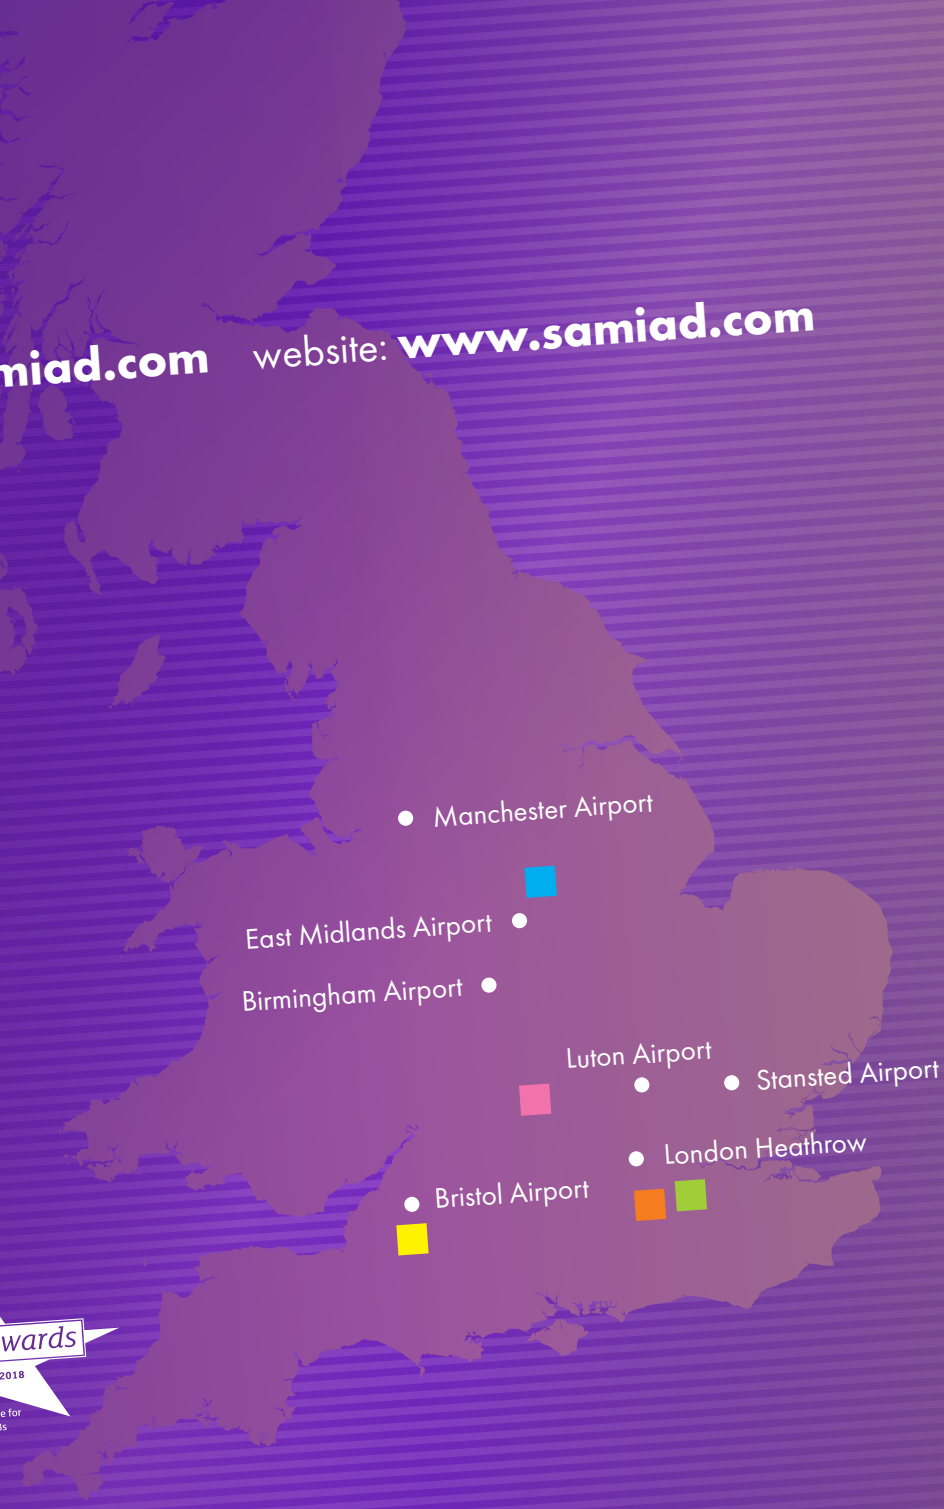 miad.com website: www.samiad.com
Manchester Airport
East Midlands Airport
Birmingham Airport
Luton Airport
Stansted Airport
London Heathrow
Bristol Airport
wards
2018
e for